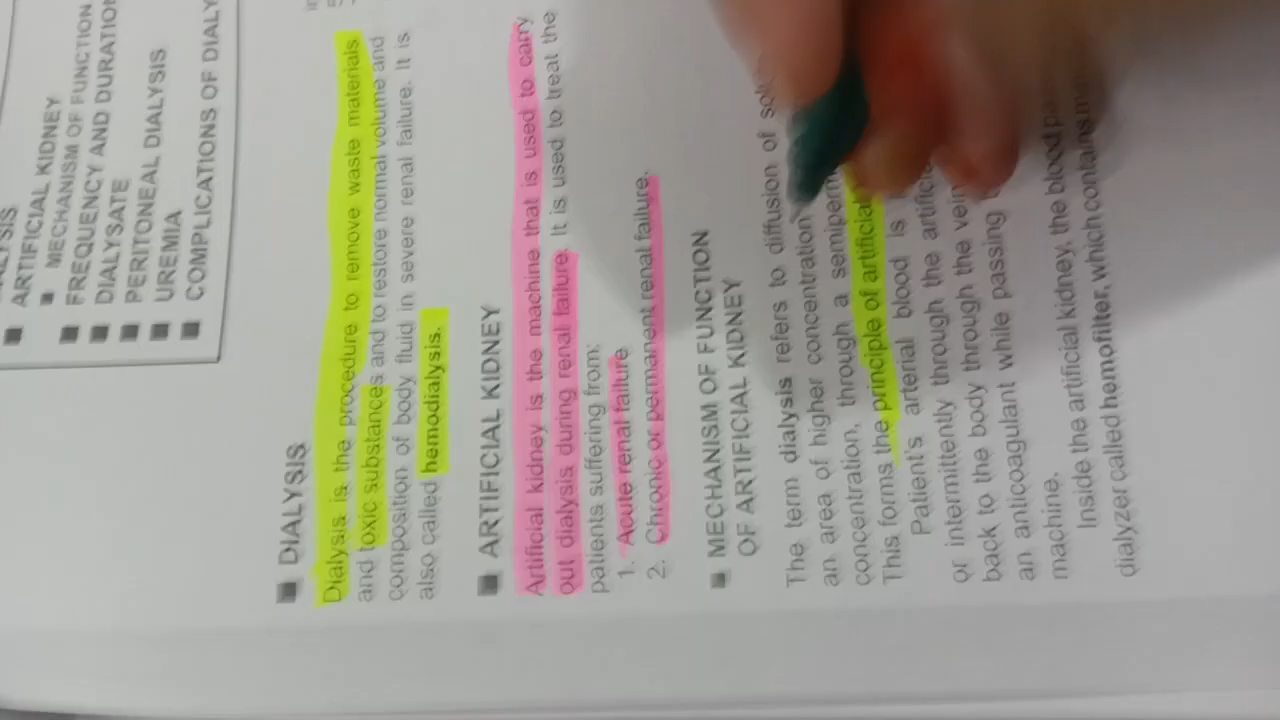 ARTIFICIAL KIDNEY
MECHANISM OF FUNCTION
FREQUENCY AND DURATION
DIALYSATE
PERITONEAL DIALYSIS
UREMIA
COMPLICATIONS OF DIALY
DIALYSIS
Dialysis is the procedure to remove waste materials
and toxic substances and to restore normal volume and
composition of body fluid in severe renal failure. It is
also called hemodialysis.
ARTIFICIAL KIDNEY
Artificial kidney is the machine that is used to carry
out dialysis during renal failure. It is used to treat the
patients suffering from:
1. Acute renal failure
2. Chronic or permanent renal failure.
MECHANISM OF FUNCTION
OF ARTIFICIAL KIDNEY
The term dialysis refers to diffusion of
an area of higher concentration
concentration, through a
This forms the principle of artificial
Patient's arterial blood is
or intermittently through the
back to the body through the
an anticoagulant while passing
machine.
Inside the artificial kidney, the blood
dialyzer called hemofilter, which contains